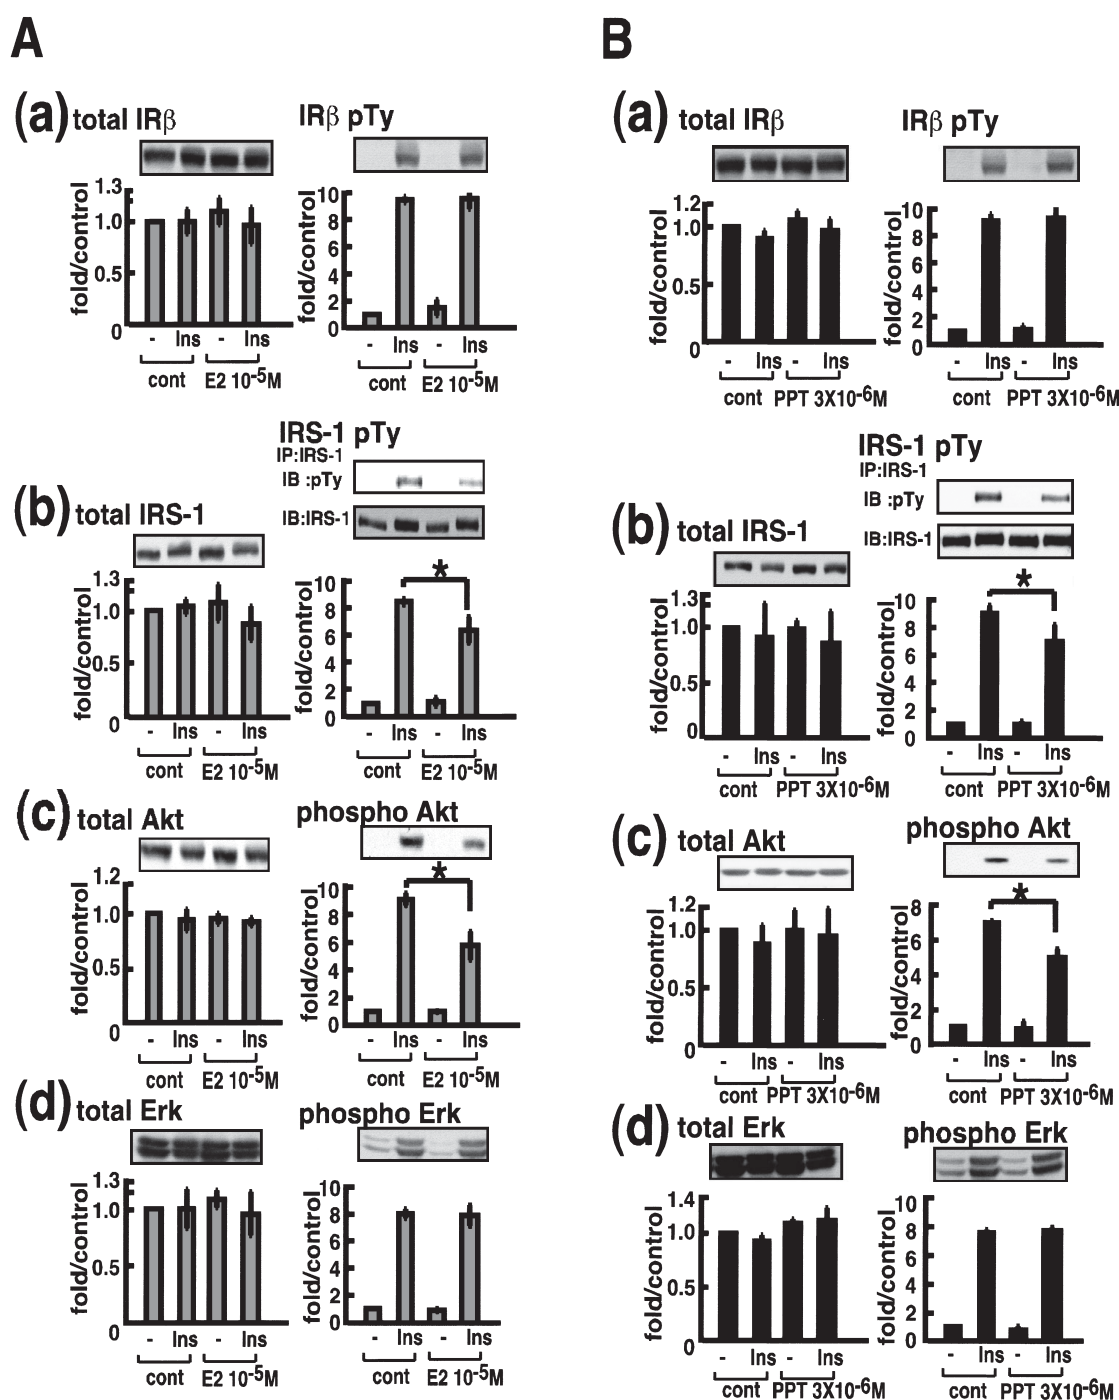 A
(a) total IRβ
IRβ pTy
fold/control
1.3
1.0
0.5
0
- Ins - Ins
cont E2 10-5M
fold/control
10
8
6
4
2
0
- Ins - Ins
cont E2 10-5M
IRS-1 pTy
IP:IRS-1
IB :pTy
IB:IRS-1
(b) total IRS-1
fold/control
1.3
1.0
0.5
0
- Ins - Ins
cont E2 10-5M
*
fold/control
10
8
6
4
2
0
- Ins - Ins
cont E2 10-5M
(c) total Akt
phospho Akt
fold/control
1.2
1.0
0.5
0
- Ins - Ins
cont E2 10-5M
*
fold/control
10
8
6
4
2
0
- Ins - Ins
cont E2 10-5M
(d) total Erk
phospho Erk
fold/control
1.3
1.0
0.5
0
- Ins - Ins
cont E2 10-5M
fold/control
10
8
6
4
2
0
- Ins - Ins
cont E2 10-5M
B
(a) total IRβ
IRβ pTy
fold/control
1.2
1.0
0.5
0
- Ins - Ins
cont PPT 3X10-6M
fold/control
10
8
6
4
2
0
- Ins - Ins
cont PPT 3X10-6M
IRS-1 pTy
IP:IRS-1
IB :pTy
IB:IRS-1
(b) total IRS-1
fold/control
1.3
1.0
0.5
0
- Ins - Ins
cont PPT 3X10-6M
*
fold/control
10
8
6
4
2
0
- Ins - Ins
cont PPT 3X10-6M
(c) total Akt
phospho Akt
fold/control
1.2
1.0
0.5
0
- Ins - Ins
cont PPT 3X10-6M
*
fold/control
8
6
4
2
0
- Ins - Ins
cont PPT 3X10-6M
(d) total Erk
phospho Erk
fold/control
1.4
1.0
0.5
0
- Ins - Ins
cont PPT 3X10-6M
fold/control
10
8
6
4
2
0
- Ins - Ins
cont PPT 3X10-6M